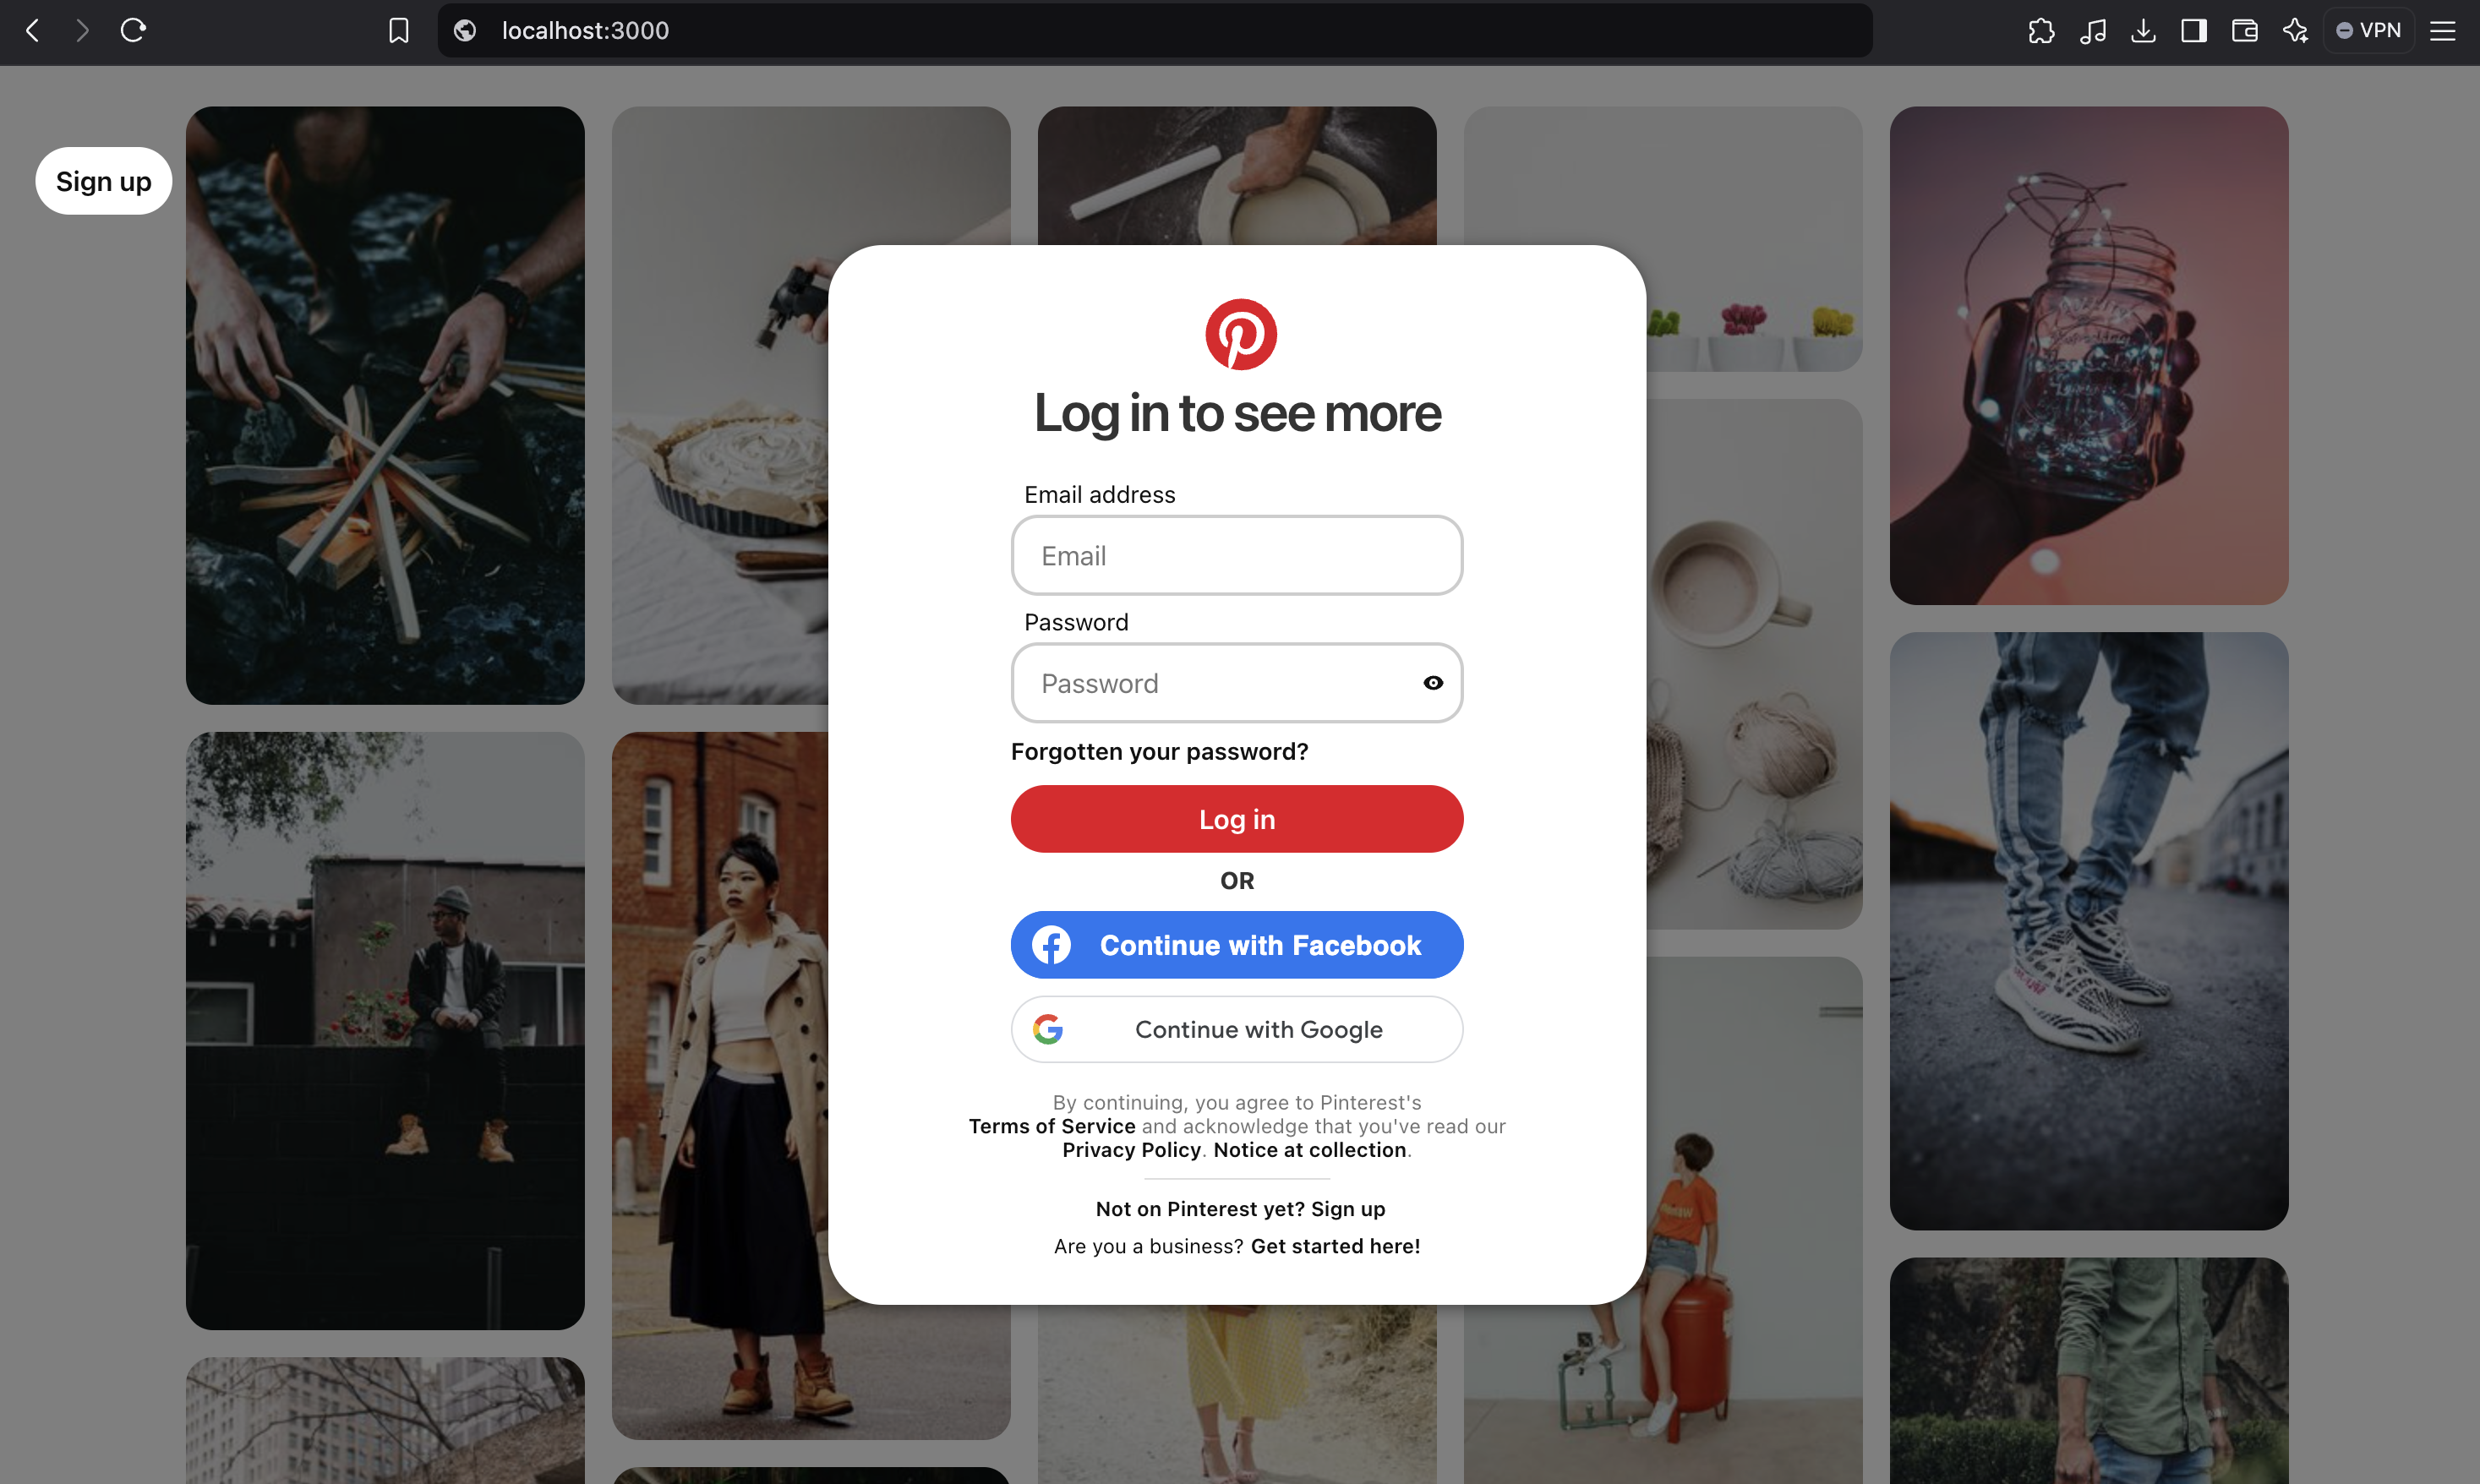 localhost:3000
VPN
Sign up
Log in to see more
Email address
Email
Password
Password
Forgotten your password?
Log in
OR
Continue with Facebook
Continue with Google
By continuing, you agree to Pinterest's
Terms of Service and acknowledge that you've read our
Privacy Policy. Notice at collection.
Not on Pinterest yet? Sign up
Are you a business? Get started here!